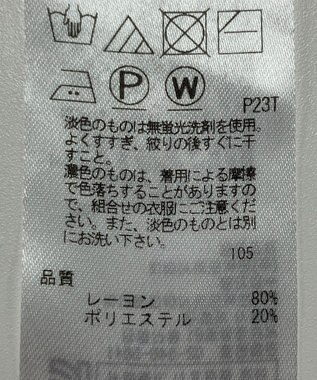 P W
P23T
淡色のものは無蛍光洗剤を使用。
よくすすぎ、絞りの後すぐに干
すこと。
濃色のものは、着用による摩擦
で色落ちすることがありますの
で、組合せの衣服にご注意くだ
さい。また、淡色のものとは別
にお洗い下さい。
105
品質
レーヨン 80%
ポリエステル 20%